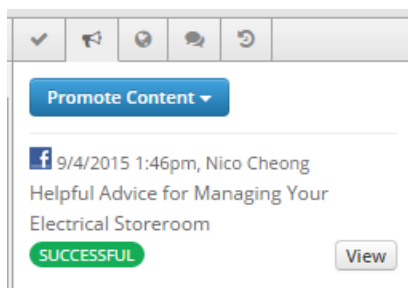 Promote Content
f 9/4/2015 1:46pm, Nico Cheong
Helpful Advice for Managing Your
Electrical Storeroom
SUCCESSFUL
View